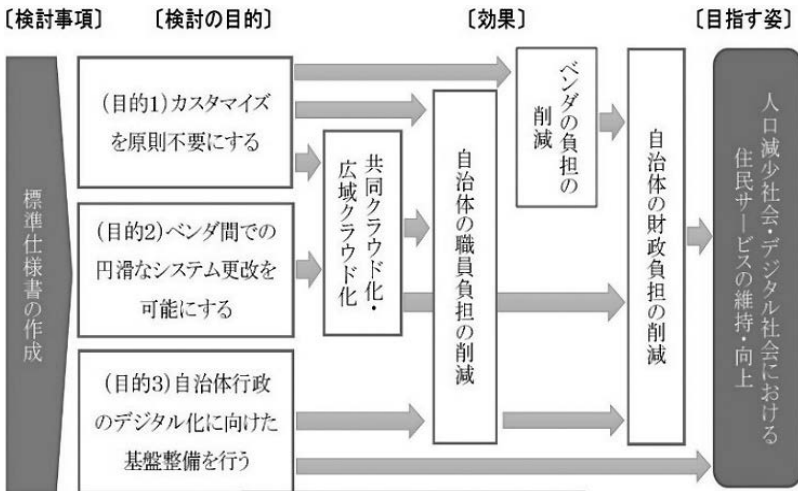 〔検討事項〕
〔検討の目的〕
〔効果〕
〔目指す姿〕
標準仕様書の作成
(目的1)カスタマイズ
を原則不要にする
(目的2)ベンダ間での
円滑なシステム更改を
可能にする
(目的3)自治体行政
のデジタル化に向けた
基盤整備を行う
共同クラウド化・
広域クラウド化
自治体の職員負担の削減
ベンダの負担の
削減
自治体の財政負担の削減
人口減少社会・デジタル社会における
住民サービスの維持・向上